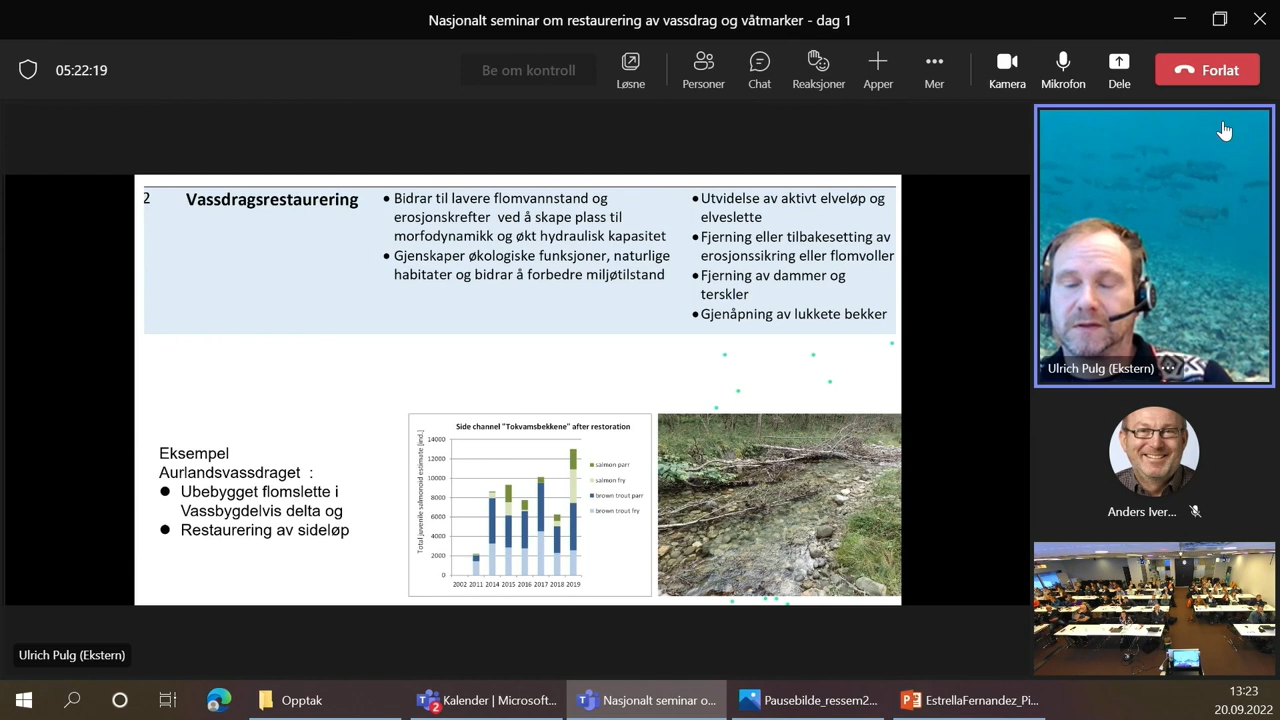 Nasjonalt seminar om restaurering av vassdrag og våtmarker - dag 1
05:22:19
Be om kontroll
Løsne
Personer
Chat
Reaksjoner
Apper
Mer
Kamera
Mikrofon
Dele
Forlat
2
Vassdragsrestaurering
• Bidrar til lavere flomvannstand og
erosjonskrefter ved å skape plass til
morfodynamikk og økt hydraulisk kapasitet
• Gjenskaper økologiske funksjoner, naturlige
habitater og bidrar å forbedre miljøtilstand
• Utvidelse av aktivt elveløp og
elveslette
• Fjerning eller tilbakesetting av
erosjonssikring eller flomvoller
• Fjerning av dammer og
terskler
• Gjenåpning av lukkete bekker
Eksempel
Aurlandsvassdraget :
● Ubebygget flomslette i
Vassbygdelvis delta og
● Restaurering av sideløp
Side channel "Tokvamsbekkene" after restoration
Total juvenile salmonoid estimate [ind.]
14000
12000
10000
8000
6000
4000
2000
0
2002 2011 2014 2015 2016 2017 2018 2019
salmon parr
salmon fry
brown trout parr
brown trout fry
Ulrich Pulg (Ekstern) ···
Anders Iver...
Ulrich Pulg (Ekstern)
Opptak
2
Kalender | Microsoft...
Nasjonalt seminar o...
Pausebilde_ressem2...
EstrellaFernandez_Pi...
13:23
20.09.2022